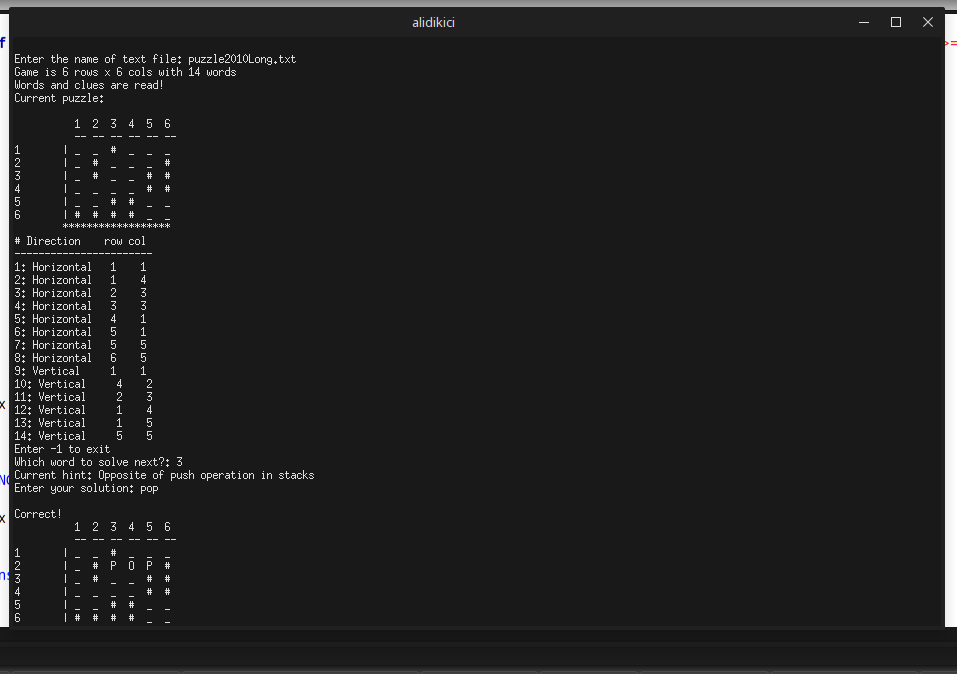 alidikici
Enter the name of text file: puzzle2010Long.txt
Game is 6 rows x 6 cols with 14 words
Words and clues are read!
Current puzzle:
1 2 3 4 5 6
-- -- -- -- -- --
1 | _ _ # _ _ _
2 | _ # _ _ _ #
3 | _ # _ _ # #
4 | _ _ _ _ # #
5 | _ _ # # _ _
6 | # # # # _ _
******************
# Direction row col
-----------------------
1: Horizontal 1 1
2: Horizontal 1 4
3: Horizontal 2 3
4: Horizontal 3 3
5: Horizontal 4 1
6: Horizontal 5 1
7: Horizontal 5 5
8: Horizontal 6 5
9: Vertical 1 1
10: Vertical 4 2
11: Vertical 2 3
12: Vertical 1 4
13: Vertical 1 5
14: Vertical 5 5
Enter -1 to exit
Which word to solve next?: 3
Current hint: Opposite of push operation in stacks
Enter your solution: pop
Correct!
1 2 3 4 5 6
-- -- -- -- -- --
1 | _ _ # _ _ _
2 | _ # P O P #
3 | _ # _ _ # #
4 | _ _ _ _ # #
5 | _ _ # # _ _
6 | # # # # _ _